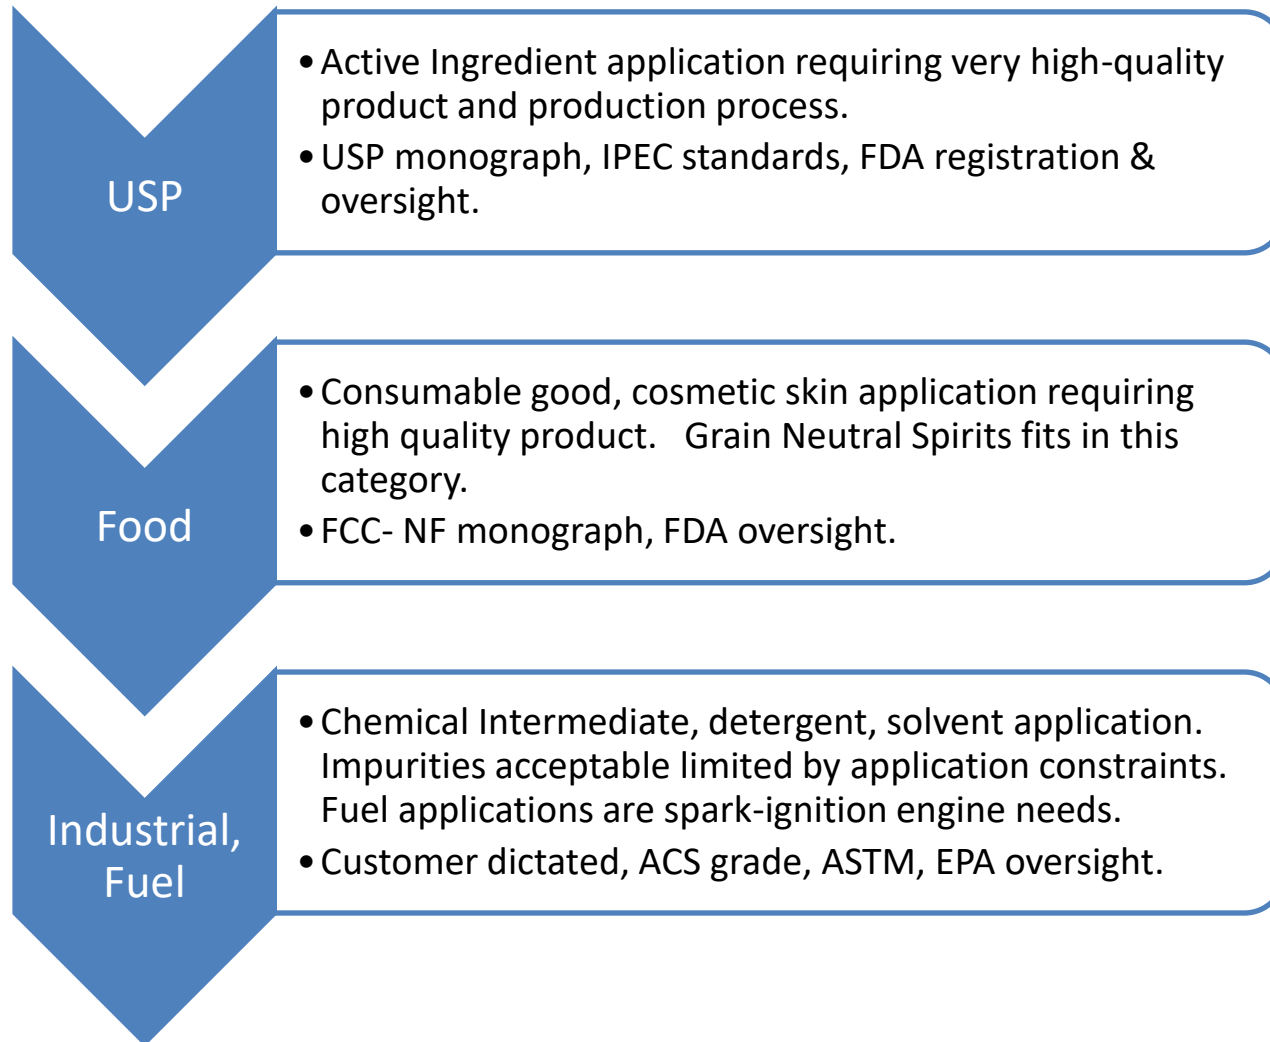 USP
• Active Ingredient application requiring very high-quality
product and production process.
• USP monograph, IPEC standards, FDA registration &
oversight.
Food
• Consumable good, cosmetic skin application requiring
high quality product.   Grain Neutral Spirits fits in this
category.
• FCC- NF monograph, FDA oversight.
Industrial,
Fuel
• Chemical Intermediate, detergent, solvent application.
Impurities acceptable limited by application constraints.
Fuel applications are spark-ignition engine needs.
• Customer dictated, ACS grade, ASTM, EPA oversight.